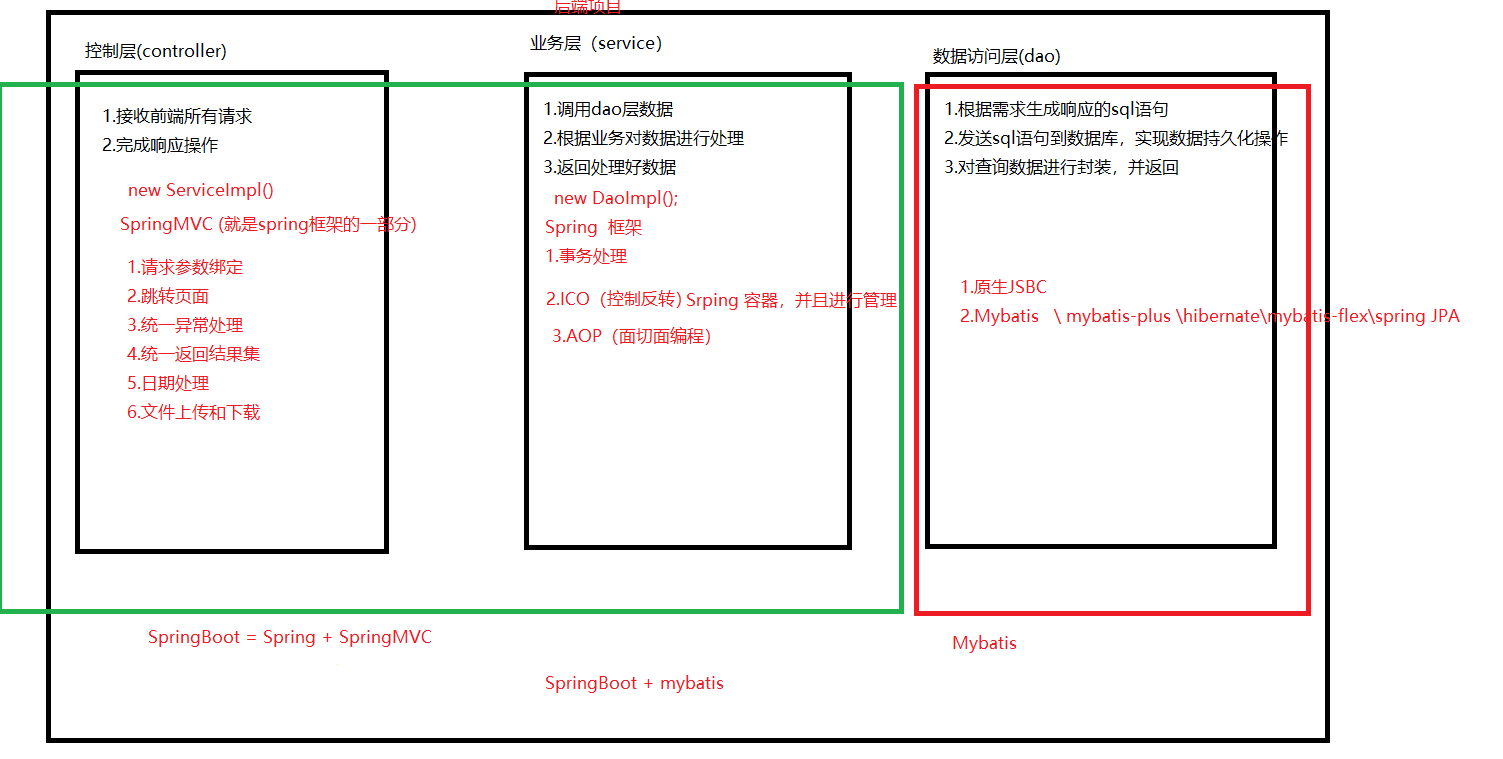 后端项目
控制层(controller)
1.接收前端所有请求
2.完成响应操作
new ServiceImpl()
SpringMVC (就是spring框架的一部分)
1.请求参数绑定
2.跳转页面
3.统一异常处理
4.统一返回结果集
5.日期处理
6.文件上传和下载
业务层（service）
1.调用dao层数据
2.根据业务对数据进行处理
3.返回处理好数据
new DaoImpl();
Spring 框架
1.事务处理
2.ICO（控制反转) Srping 容器，并且进行管理
3.AOP（面切面编程）
数据访问层(dao)
1.根据需求生成响应的sql语句
2.发送sql语句到数据库，实现数据持久化操作
3.对查询数据进行封装，并返回
1.原生JSBC
2.Mybatis \ mybatis-plus \hibernate\mybatis-flex\spring JPA
SpringBoot = Spring + SpringMVC
Mybatis
SpringBoot + mybatis